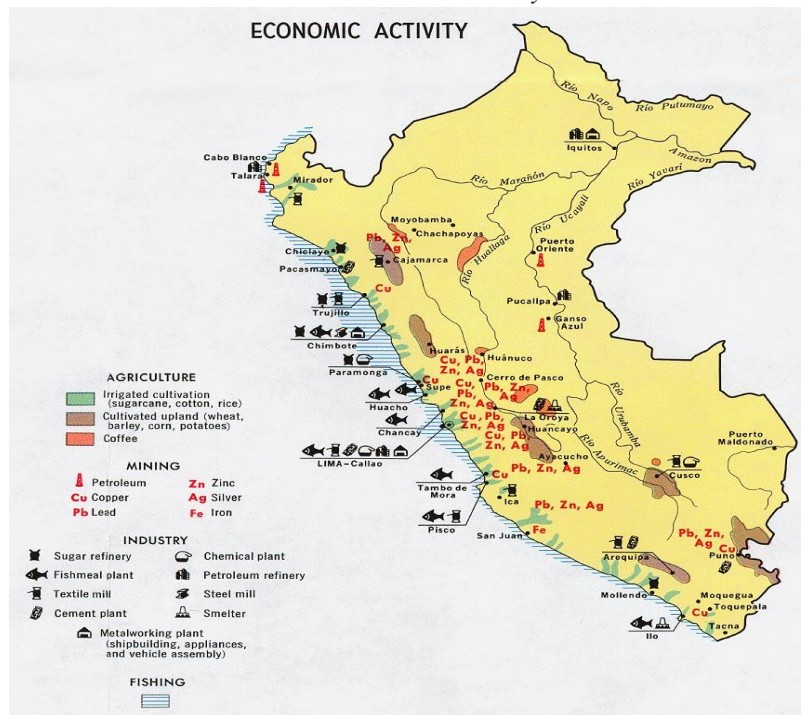 ECONOMIC ACTIVITY
Río Napo
Río Putumayo
Iquitos
Amazon
Río Yavari
Cabo Blanco
Talara
Mirador
Río Marañón
Río Ucayali
Moyobamba
Chachapoyas
Río Huallaga
Pb, Zn,
Ag
Cajamarca
Puerto
Oriente
Chiclayo
Pacasmayo
Cu
Trujillo
Pucallpa
Ganso
Azul
Chimbote
Huarás
Huánuco
Cu, Pb,
Zn, Ag
Paramonga
Cerro de Pasco
Cu
Supe
Cu,
Pb,
Zn, Ag
Pb, Zn,
Ag
Huacho
La Oroya
Chancay
Cu, Pb,
Zn, Ag
Huancayo
Río Urubamba
LIMA-Callao
Cu, Pb,
Zn, Ag
Río Apurimac
Puerto
Maldonado
Ayacucho
Pb, Zn, Ag
Cu
Tambo de
Mora
Cusco
Ica
Pb, Zn, Ag
Pisco
Fe
San Juan
Pb, Zn,
Ag
Cu
Puno
Arequipa
Mollendo
Moquegua
Toquepala
Cu
Ilo
Tacna
AGRICULTURE
Irrigated cultivation
(sugarcane, cotton, rice)
Cultivated upland (wheat,
barley, corn, potatoes)
Coffee
MINING
Petroleum
Zn Zinc
Cu Copper
Ag Silver
Pb Lead
Fe Iron
INDUSTRY
Sugar refinery
Chemical plant
Fishmeal plant
Petroleum refinery
Textile mill
Steel mill
Cement plant
Smelter
Metalworking plant
(shipbuilding, appliances,
and vehicle assembly)
FISHING